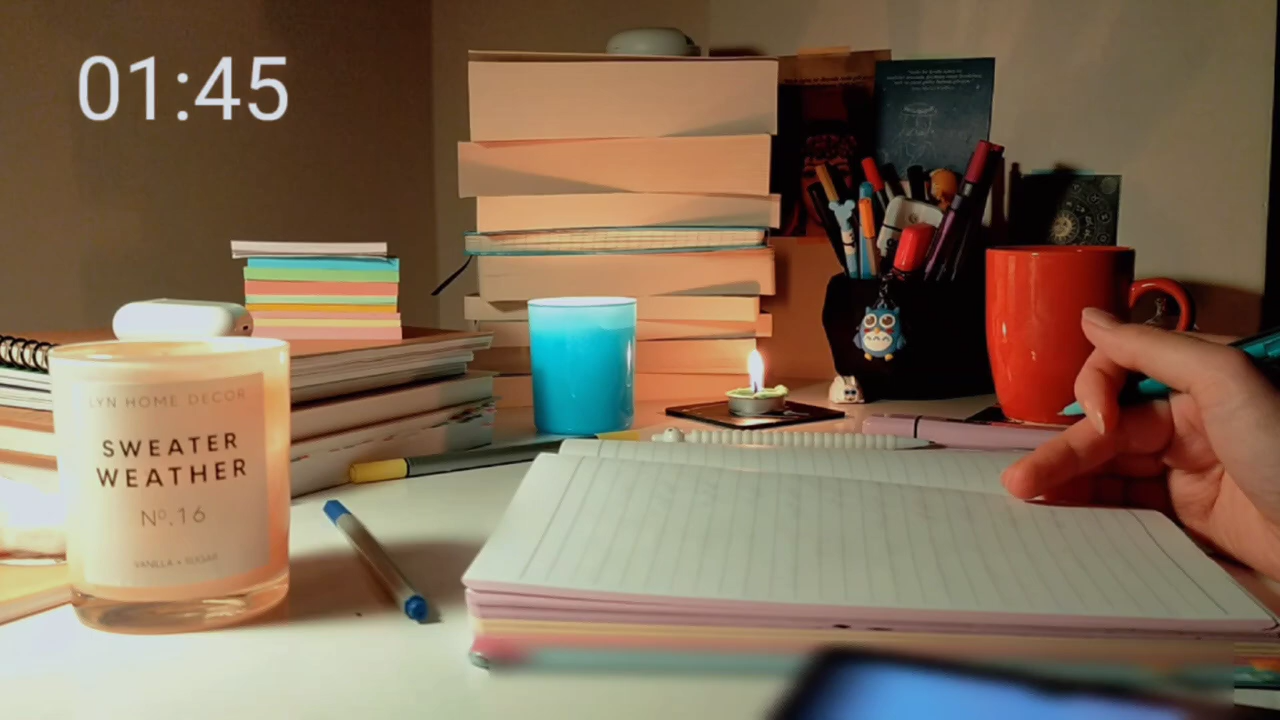 01:45
LYN HOME DECOR
SWEATER
WEATHER
Nº.16
VANILLA + SUGAR